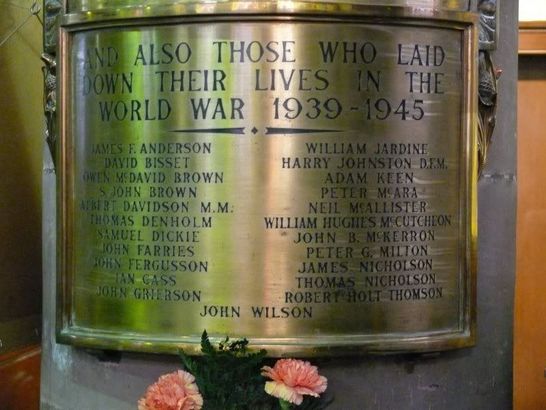 AND ALSO THOSE WHO LAID
DOWN THEIR LIVES IN THE
WORLD WAR 1939-1945
JAMES F. ANDERSON
DAVID BISSET
OWEN McDAVID BROWN
S. JOHN BROWN
ALBERT DAVIDSON M.M.
THOMAS DENHOLM
SAMUEL DICKIE
JOHN FARRIES
JOHN FERGUSSON
IAN GASS
JOHN GRIERSON
WILLIAM JARDINE
HARRY JOHNSTON D.F.M.
ADAM KEEN
PETER McARA
NEIL McALLISTER
WILLIAM HUGHES McCUTCHEON
JOHN B. McKERRON
PETER G. MILTON
JAMES NICHOLSON
THOMAS NICHOLSON
ROBERT HOLT THOMSON
JOHN WILSON